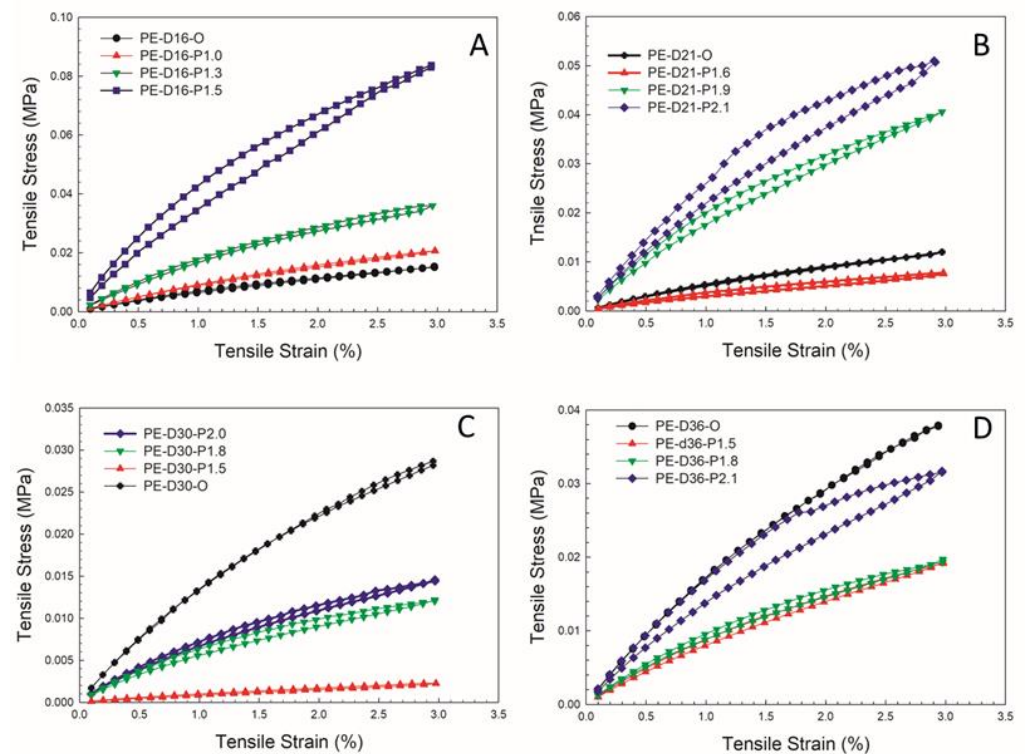 A
PE-D16-O
PE-D16-P1.0
PE-D16-P1.3
PE-D16-P1.5
Tensile Stress (MPa)
0.10
0.08
0.06
0.04
0.02
0.00
0.0 0.5 1.0 1.5 2.0 2.5 3.0 3.5
Tensile Strain (%)
B
PE-D21-O
PE-D21-P1.6
PE-D21-P1.9
PE-D21-P2.1
Tnsile Stress (MPa)
0.06
0.05
0.04
0.03
0.02
0.01
0.00
0.0 0.5 1.0 1.5 2.0 2.5 3.0 3.5
Tensile Strain (%)
C
PE-D30-P2.0
PE-D30-P1.8
PE-D30-P1.5
PE-D30-O
Tensile Stress (MPa)
0.035
0.030
0.025
0.020
0.015
0.010
0.005
0.000
0.0 0.5 1.0 1.5 2.0 2.5 3.0 3.5
Tensile Strain (%)
D
PE-D36-O
PE-d36-P1.5
PE-D36-P1.8
PE-D36-P2.1
Tensile Stress (MPa)
0.04
0.03
0.02
0.01
0.00
0.0 0.5 1.0 1.5 2.0 2.5 3.0 3.5
Tensile Strain (%)